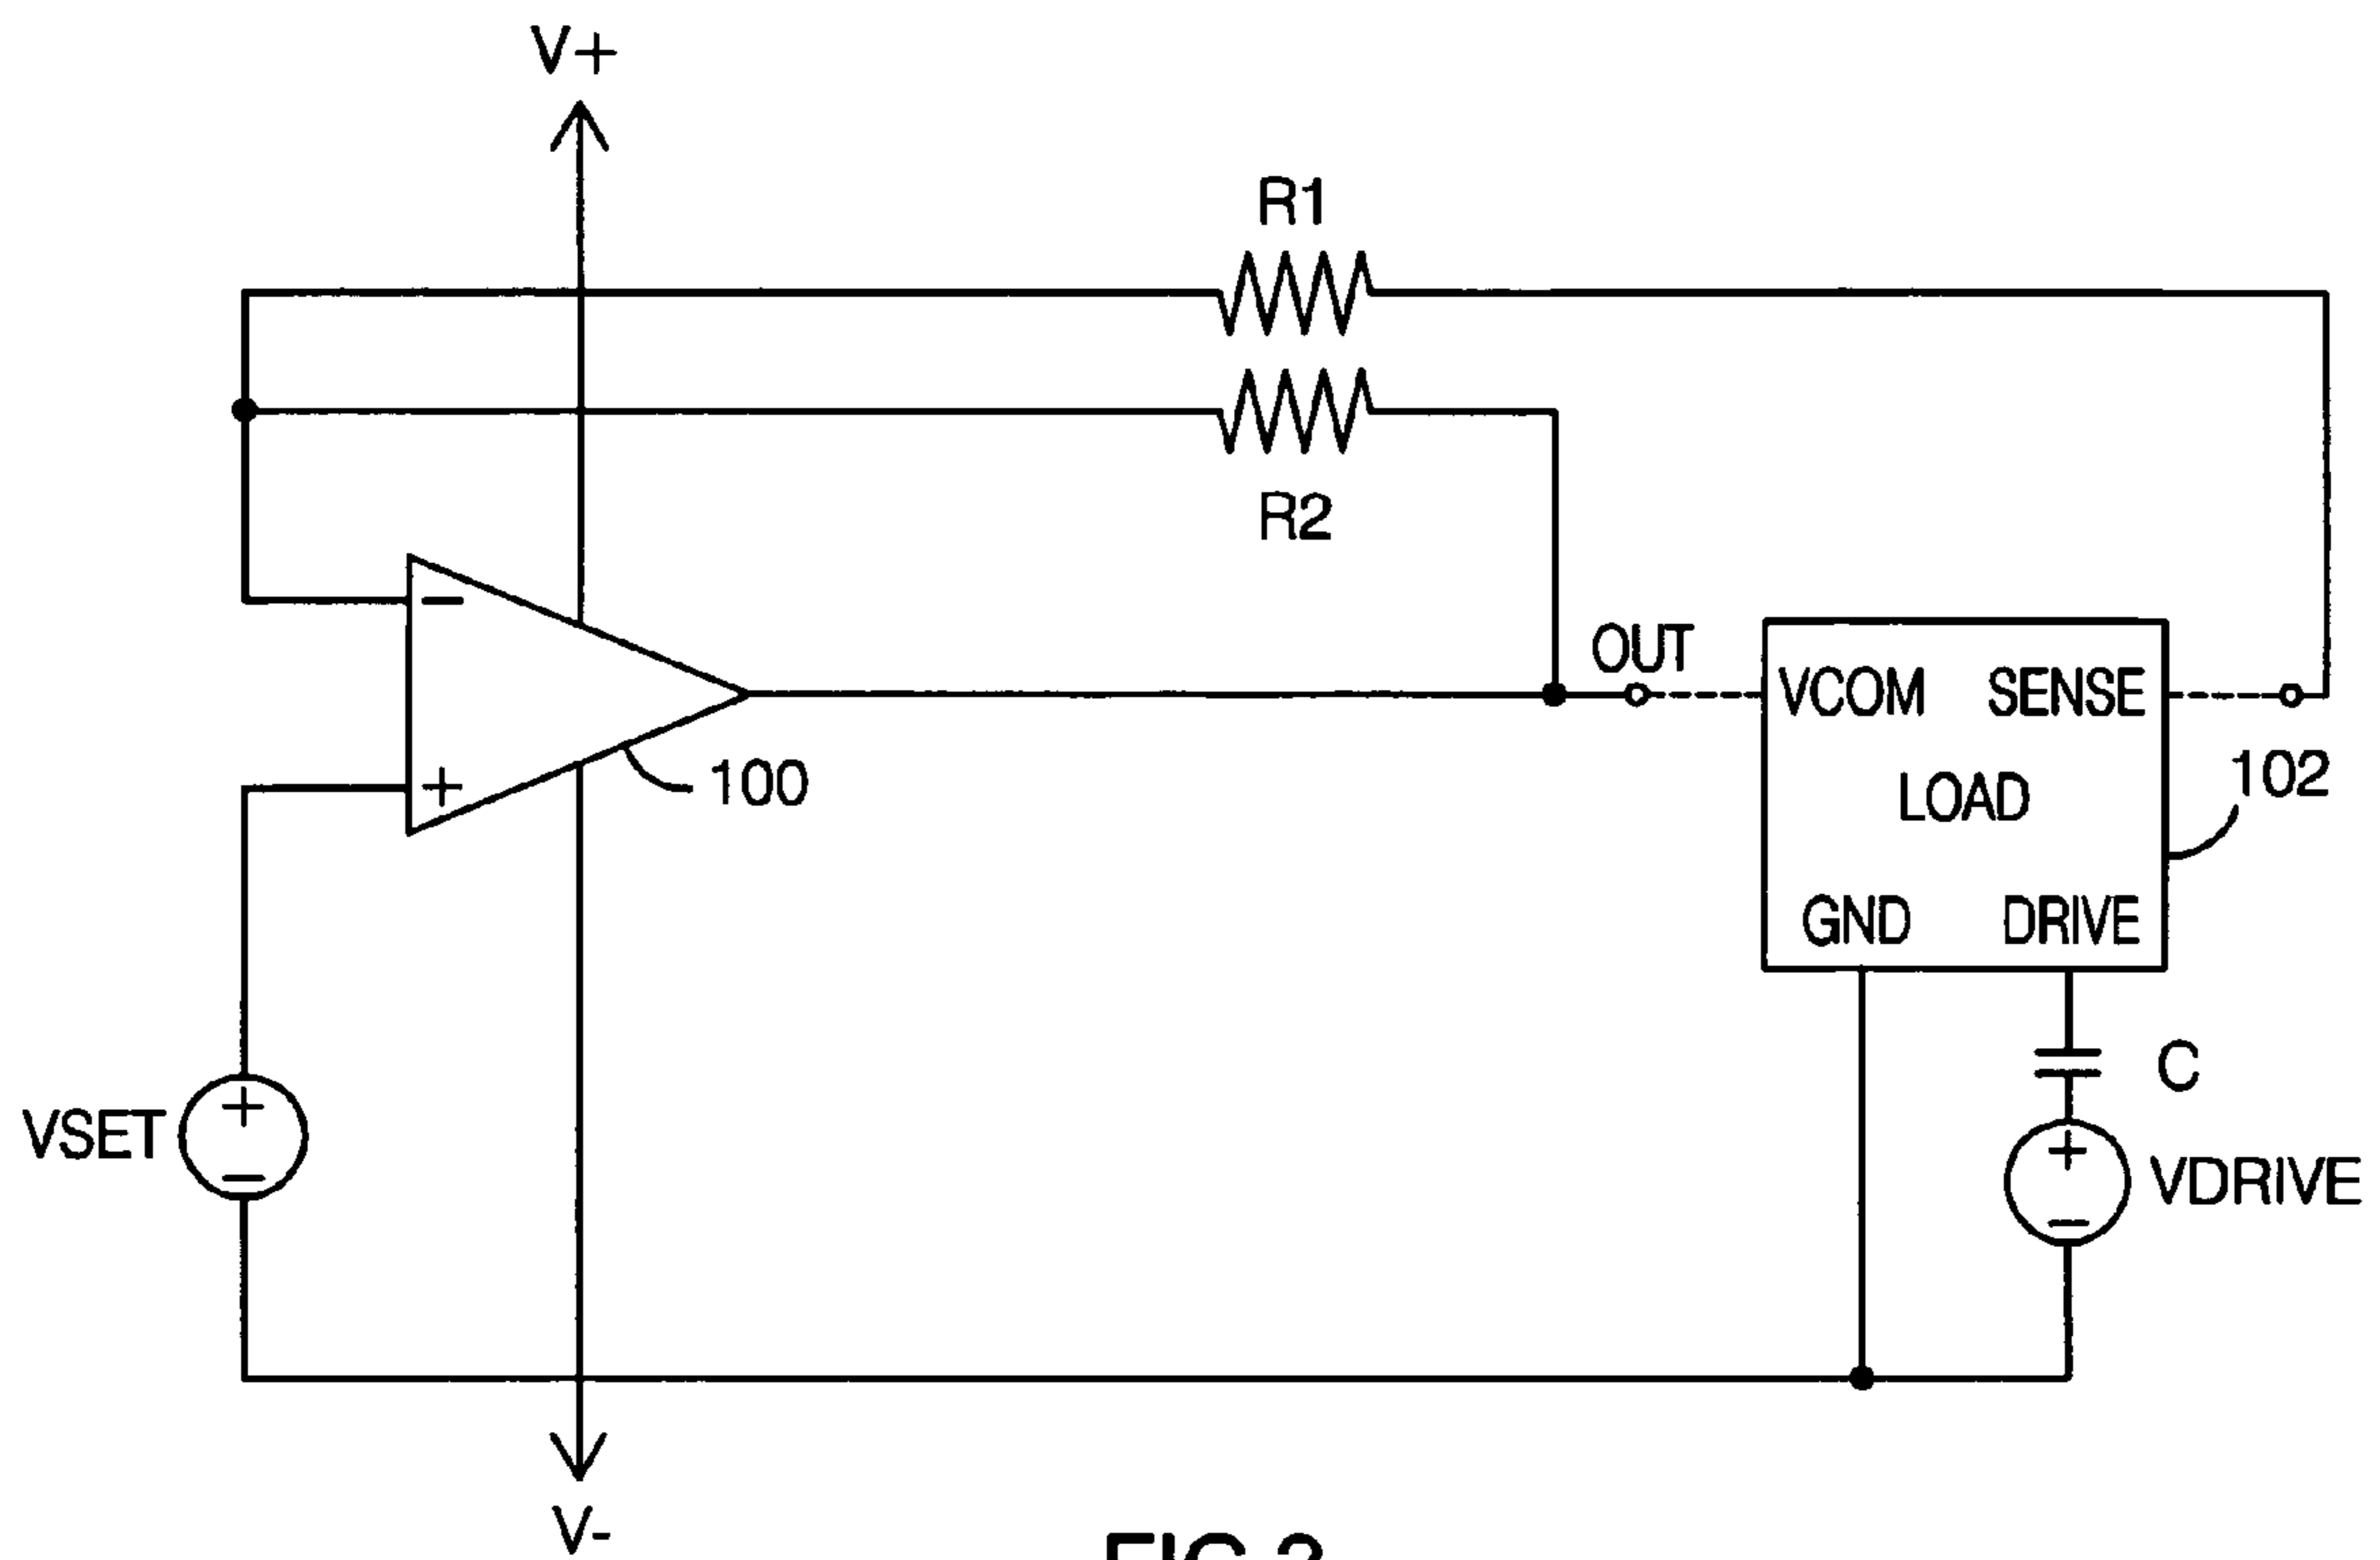 V+
R1
R2
OUT
−
+
100
VCOM SENSE
LOAD
102
GND DRIVE
C
VSET
+
−
+
−
VDRIVE
V-